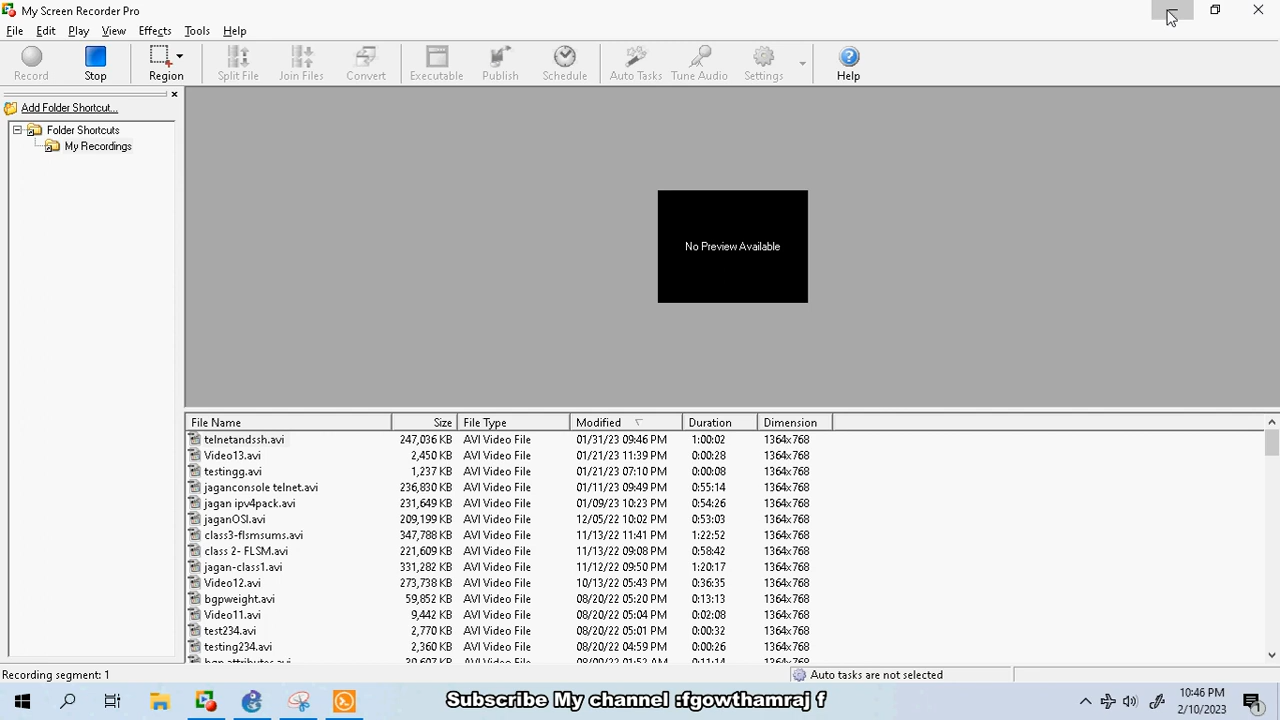 My Screen Recorder Pro
File Edit Play View Effects Tools Help
Record Stop Region Split File Join Files Convert Executable Publish Schedule Auto Tasks Tune Audio Settings Help
Add Folder Shortcut...
Folder Shortcuts
My Recordings
No Preview Available
File Name Size File Type Modified Duration Dimension
telnetandssh.avi 247,036 KB AVI Video File 01/31/23 09:46 PM 1:00:02 1364x768
Video13.avi 2,450 KB AVI Video File 01/21/23 11:39 PM 0:00:28 1364x768
testingg.avi 1,237 KB AVI Video File 01/21/23 07:10 PM 0:00:08 1364x768
jaganconsole telnet.avi 236,830 KB AVI Video File 01/11/23 09:49 PM 0:55:14 1364x768
jagan ipv4pack.avi 231,649 KB AVI Video File 01/09/23 10:23 PM 0:54:26 1364x768
jaganOSI.avi 209,199 KB AVI Video File 12/05/22 10:02 PM 0:53:03 1364x768
class3-flsmsums.avi 347,788 KB AVI Video File 11/13/22 11:41 PM 1:22:52 1364x768
class 2- FLSM.avi 221,609 KB AVI Video File 11/13/22 09:08 PM 0:58:42 1364x768
jagan-class1.avi 331,282 KB AVI Video File 11/12/22 09:50 PM 1:20:17 1364x768
Video12.avi 273,738 KB AVI Video File 10/13/22 05:43 PM 0:36:35 1364x768
bgpweight.avi 59,852 KB AVI Video File 08/20/22 05:20 PM 0:13:13 1364x768
Video11.avi 9,442 KB AVI Video File 08/20/22 05:04 PM 0:02:08 1364x768
test234.avi 2,770 KB AVI Video File 08/20/22 05:01 PM 0:00:32 1364x768
testing234.avi 2,360 KB AVI Video File 08/20/22 04:59 PM 0:00:26 1364x768
Recording segment: 1 Auto tasks are not selected
Subscribe My channel :fgowthamraj f
10:46 PM
2/10/2023
1